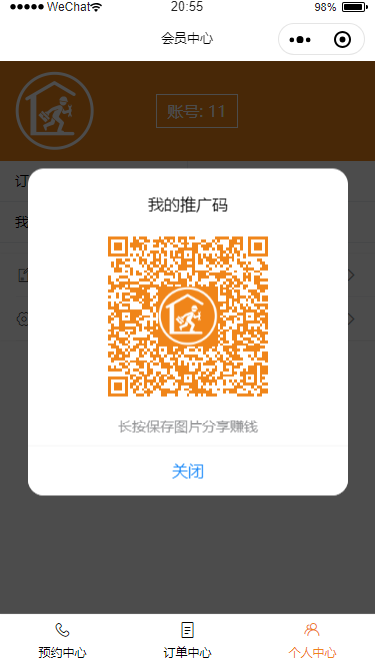 WeChat
20:55
98%
会员中心
账号: 11
订
我
我的推广码
长按保存图片分享赚钱
关闭
预约中心
订单中心
个人中心